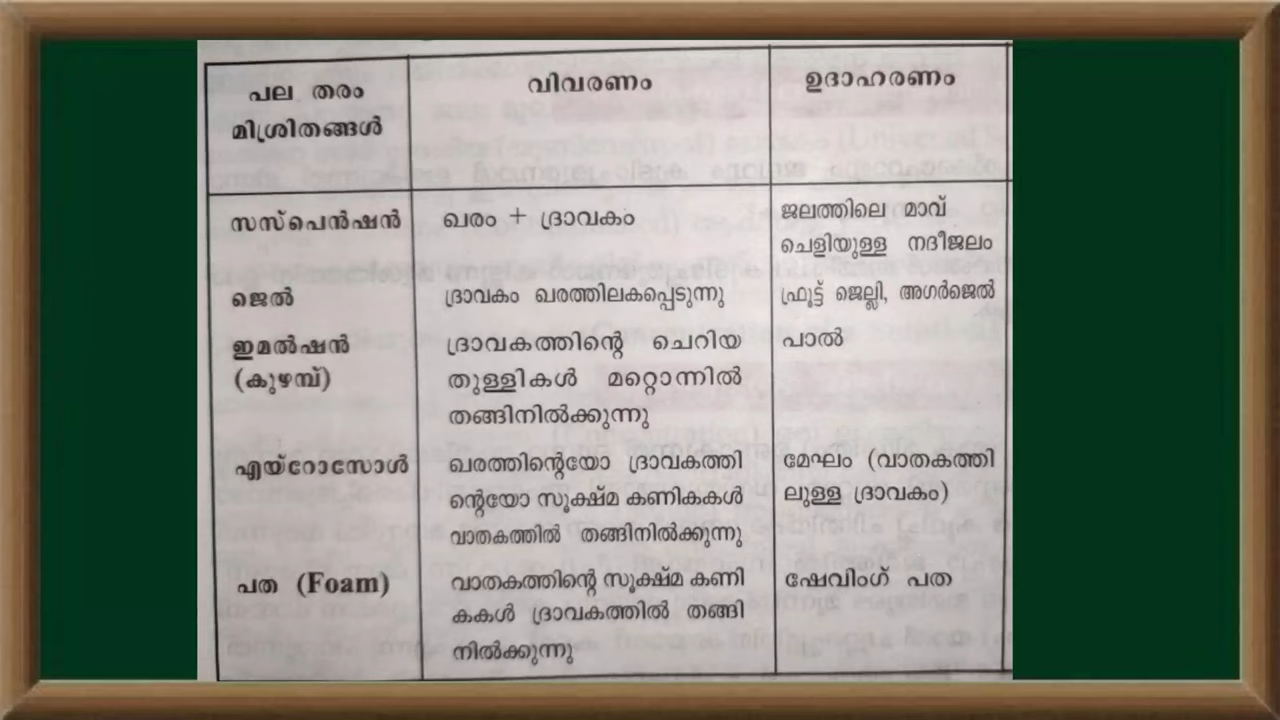 പല തരം മിശ്രിതങ്ങൾ
വിവരണം
ഉദാഹരണം
സസ്പെൻഷൻ
ഖരം + ദ്രാവകം
ജലത്തിലെ മാവ്
ചെളിയുള്ള നദീജലം
ജെൽ
ദ്രാവകം ഖരത്തിലകപ്പെടുന്നു
ഫ്രൂട്ട് ജെല്ലി, അഗർജെൽ
ഇമൽഷൻ
(കുഴമ്പ്)
ദ്രാവകത്തിന്റെ ചെറിയ
തുള്ളികൾ മറ്റൊന്നിൽ
തങ്ങിനിൽക്കുന്നു
പാൽ
എയ്റോസോൾ
ഖരത്തിന്റെയോ ദ്രാവകത്തി
ന്റെയോ സൂക്ഷ്മ കണികകൾ
വാതകത്തിൽ തങ്ങിനിൽക്കുന്നു
മേഘം (വാതകത്തി
ലുള്ള ദ്രാവകം)
പത (Foam)
വാതകത്തിന്റെ സൂക്ഷ്മ കണി
കകൾ ദ്രാവകത്തിൽ തങ്ങി
നിൽക്കുന്നു
ഷേവിംഗ് പത